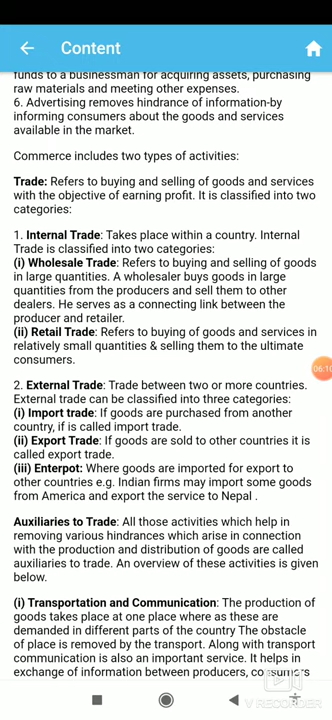 Content
funds to a businessman for acquiring assets, purchasing
raw materials and meeting other expenses.
6. Advertising removes hindrance of information-by
informing consumers about the goods and services
available in the market.
Commerce includes two types of activities:
Trade: Refers to buying and selling of goods and services
with the objective of earning profit. It is classified into two
categories:
1. Internal Trade: Takes place within a country. Internal
Trade is classified into two categories:
(i) Wholesale Trade: Refers to buying and selling of goods
in large quantities. A wholesaler buys goods in large
quantities from the producers and sell them to other
dealers. He serves as a connecting link between the
producer and retailer.
(ii) Retail Trade: Refers to buying of goods and services in
relatively small quantities & selling them to the ultimate
consumers.
06:10
2. External Trade: Trade between two or more countries.
External trade can be classified into three categories:
(i) Import trade: If goods are purchased from another
country, if is called import trade.
(ii) Export Trade: If goods are sold to other countries it is
called export trade.
(iii) Enterpot: Where goods are imported for export to
other countries e.g. Indian firms may import some goods
from America and export the service to Nepal .
Auxiliaries to Trade: All those activities which help in
removing various hindrances which arise in connection
with the production and distribution of goods are called
auxiliaries to trade. An overview of these activities is given
below.
(i) Transportation and Communication: The production of
goods takes place at one place where as these are
demanded in different parts of the country The obstacle
of place is removed by the transport. Along with transport
communication is also an important service. It helps in
exchange of information between producers, consumers
VRECORDER